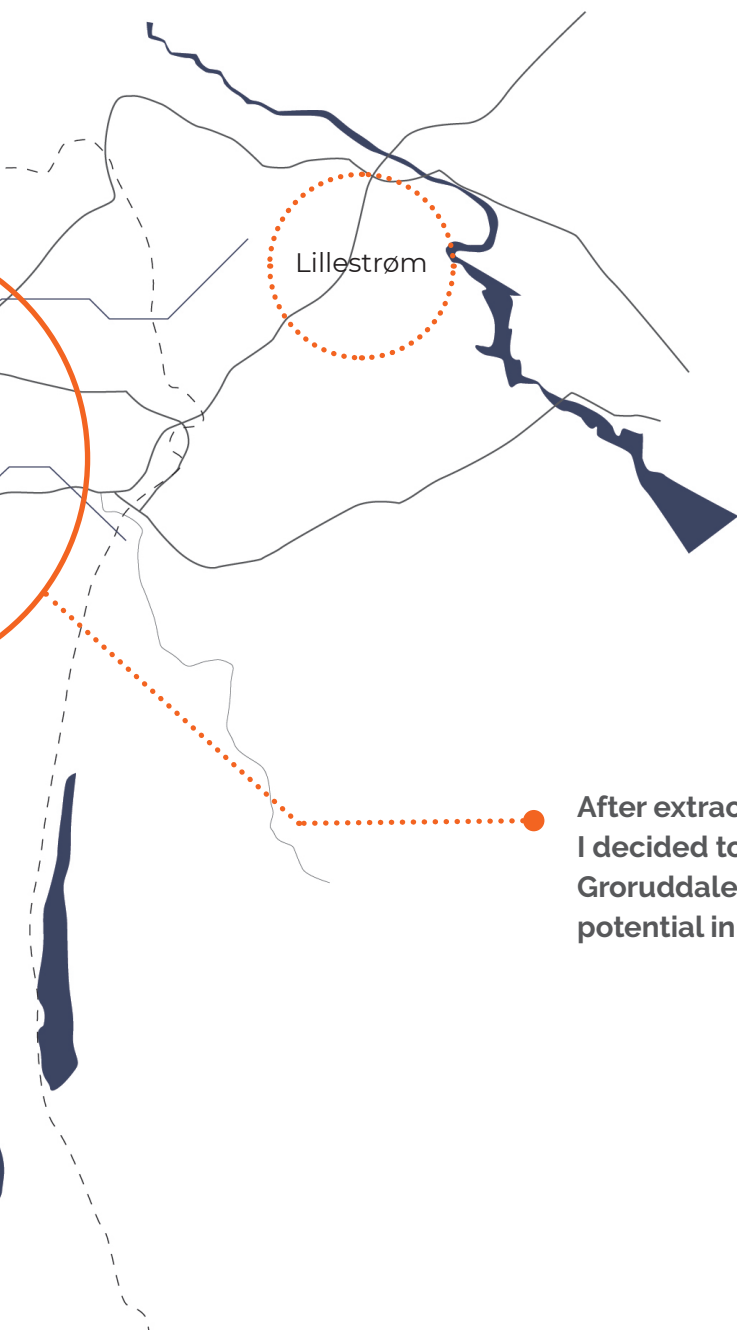 Lillestrøm
After extrac
I decided to
Groruddale
potential in